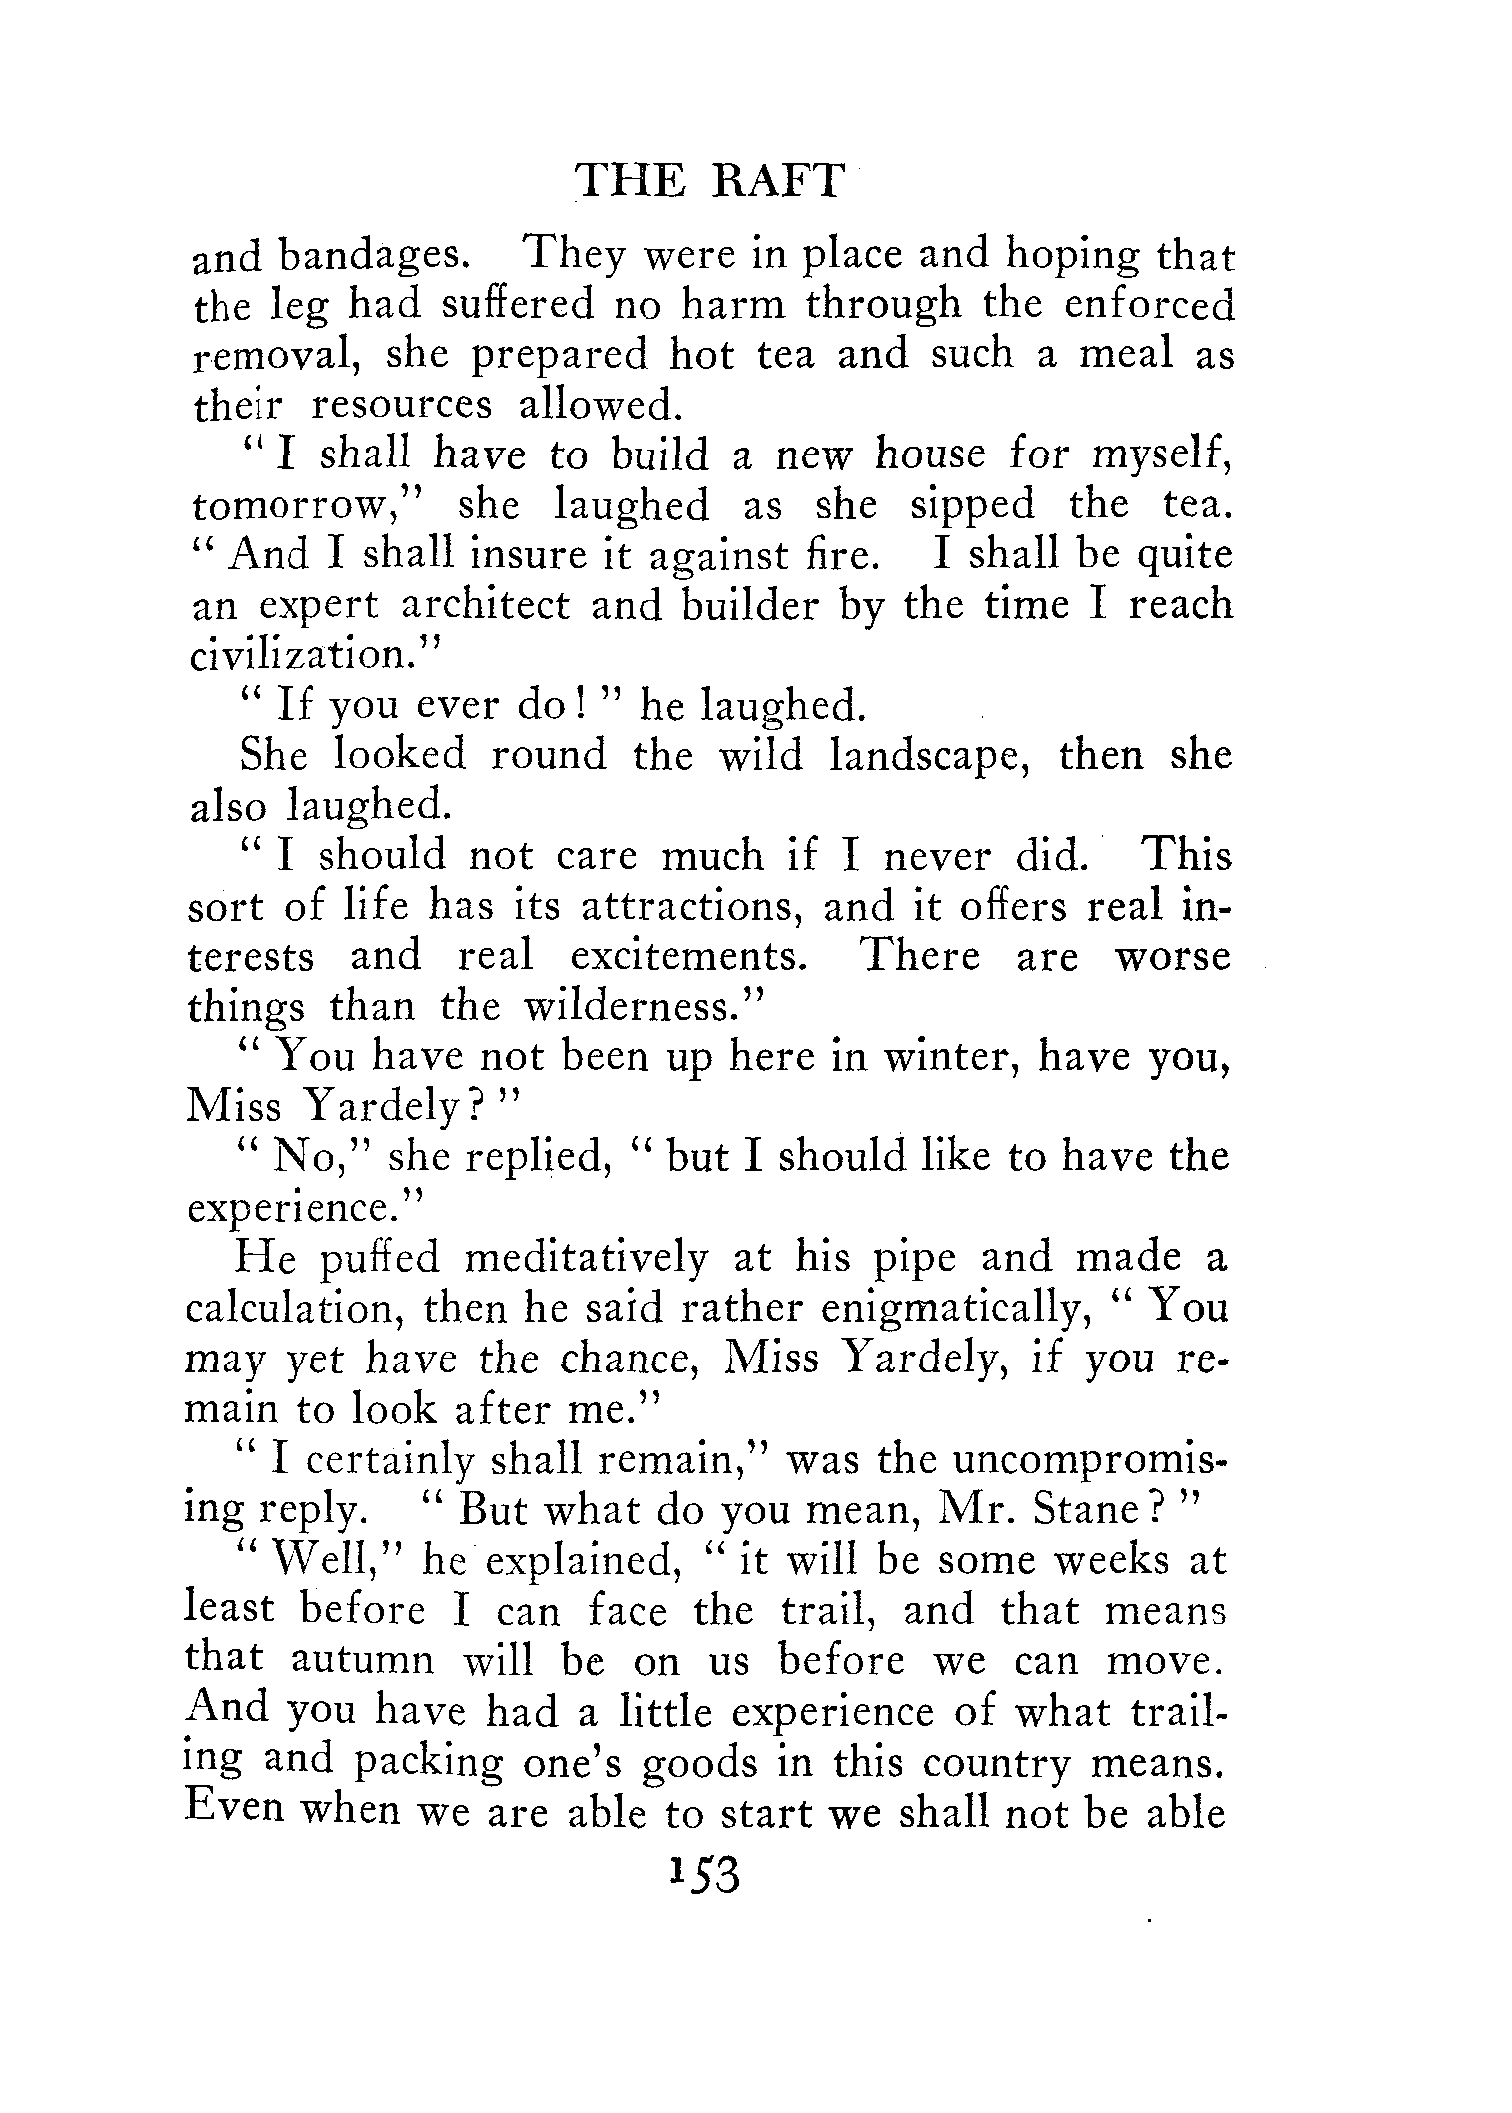 THE RAFT
and bandages. They were in place and hoping that
the leg had suffered no harm through the enforced
removal, she prepared hot tea and such a meal as
their resources allowed.
" I shall have to build a new house for myself,
tomorrow," she laughed as she sipped the tea.
" And I shall insure it against fire. I shall be quite
an expert architect and builder by the time I reach
civilization."
" If you ever do! " he laughed.
She looked round the wild landscape, then she
also laughed.
" I should not care much if I never did. This
sort of life has its attractions, and it offers real in-
terests and real excitements. There are worse
things than the wilderness."
" You have not been up here in winter, have you,
Miss Yardely? "
" No," she replied, " but I should like to have the
experience."
He puffed meditatively at his pipe and made a
calculation, then he said rather enigmatically, " You
may yet have the chance, Miss Yardely, if you re-
main to look after me."
" I certainly shall remain," was the uncompromis-
ing reply. " But what do you mean, Mr. Stane? "
" Well," he explained, " it will be some weeks at
least before I can face the trail, and that means
that autumn will be on us before we can move.
And you have had a little experience of what trail-
ing and packing one's goods in this country means.
Even when we are able to start we shall not be able
153